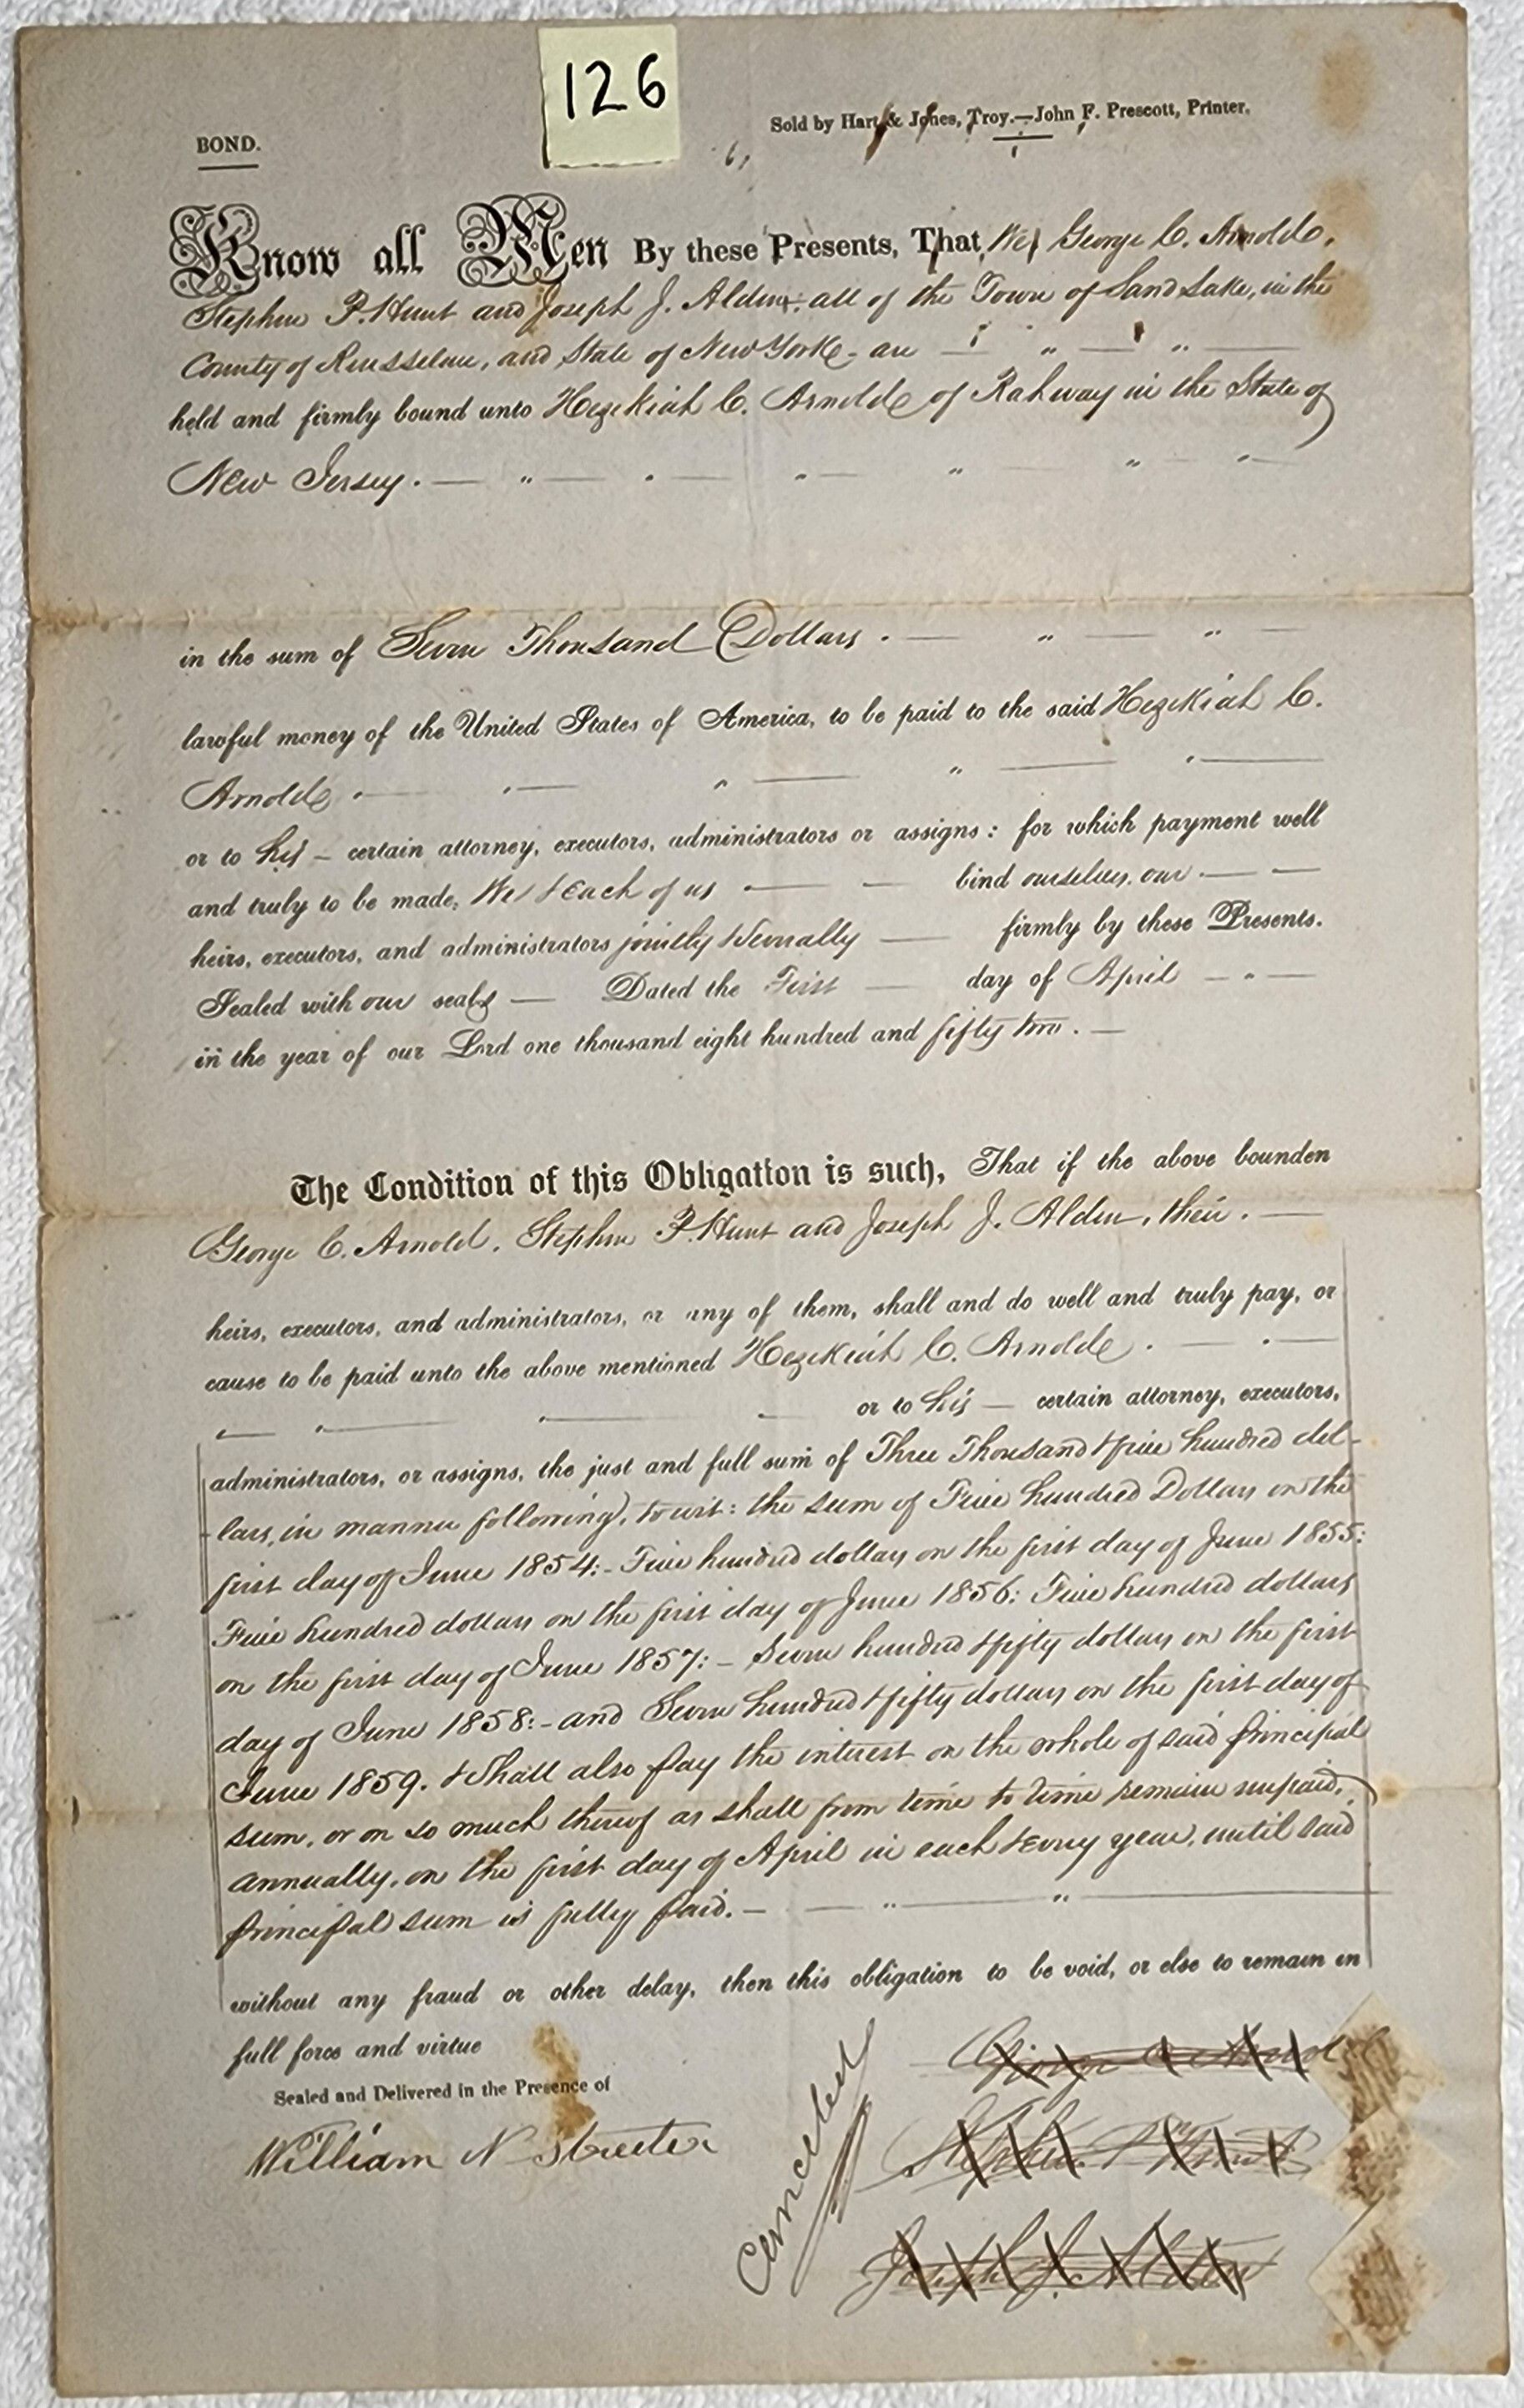 126
BOND.
Sold by Hart & Jones, Troy.—John F. Prescott, Printer.
Know all Men By these Presents, That We, George C. Arnold,
Stephen P. Hunt and Joseph J. Alden, all of the Town of Sand Lake, in the
County of Rensselaer, and State of New York - are — " — " —
held and firmly bound unto Hezekiah C. Arnold of Rahway in the State of
New Jersey. — " — " — " — " — " — " —
in the sum of Seven Thousand Dollars . — " — " —
lawful money of the United States of America, to be paid to the said Hezekiah C.
Arnold . — " — " — " — " —
or to his — certain attorney, executors, administrators or assigns: for which payment well
and truly to be made, We & Each of us — — bind ourselves, our — —
heirs, executors, and administrators jointly & severally — firmly by these Presents.
Sealed with our seals — Dated the First — day of April — " —
in the year of our Lord one thousand eight hundred and fifty two . —
The Condition of this Obligation is such, That if the above bounden
George C. Arnold, Stephen P. Hunt and Joseph J. Alden, their . —
heirs, executors, and administrators, or any of them, shall and do well and truly pay, or
cause to be paid unto the above mentioned Hezekiah C. Arnold . — " —
— " — " — — or to his — certain attorney, executors,
administrators, or assigns, the just and full sum of Three Thousand & five hundred dol-
-lars, in manner following, to wit: the sum of Five hundred Dollars on the
first day of June 1854:- Five hundred dollars on the first day of June 1855:
Five hundred dollars on the first day of June 1856: Five hundred dollars
on the first day of June 1857:- Seven hundred & fifty dollars on the first
day of June 1858:- and Seven hundred & fifty dollars on the first day of
June 1859. & Shall also pay the interest on the whole of said principal
sum, or on so much thereof as shall from time to time remain unpaid,
annually, on the first day of April in each & every year, until said
principal sum is fully paid. — " — " —
without any fraud or other delay, then this obligation to be void, or else to remain in
full force and virtue
Sealed and Delivered in the Presence of
William N Streeter
Cancelled
George C Arnold
Stephen P Hunt
Joseph J. Alden